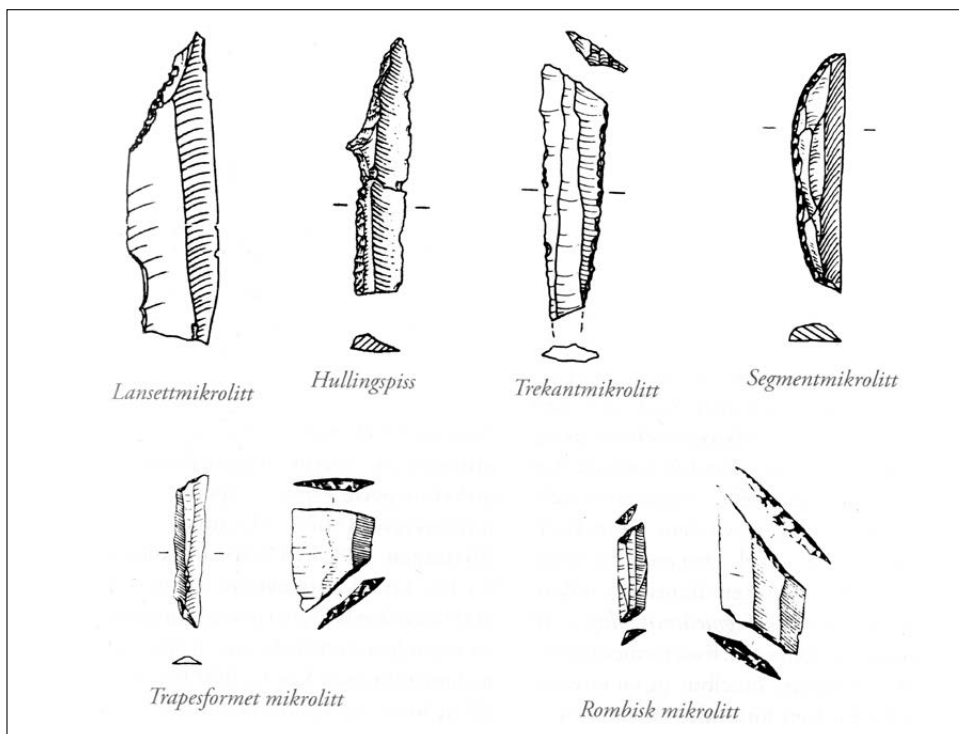 Lansettmikrolitt
Hullingspiss
Trekantmikrolitt
Segmentmikrolitt
Trapesformet mikrolitt
Rombisk mikrolitt